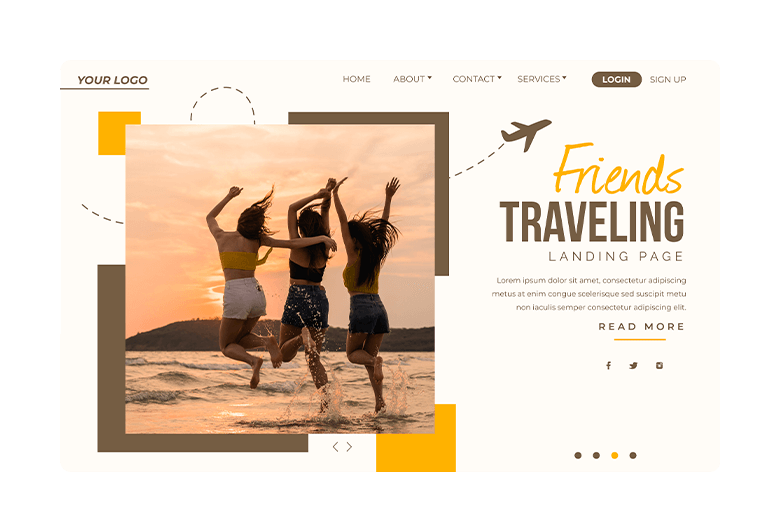 YOUR LOGO
HOME ABOUT CONTACT SERVICES LOGIN SIGN UP
Friends
TRAVELING
LANDING PAGE
Lorem ipsum dolor sit amet, consectetur adipiscing
metus at enim congue scelerisque sed suscipit metu
non iaculis semper consectetur adipiscing elit.
READ MORE